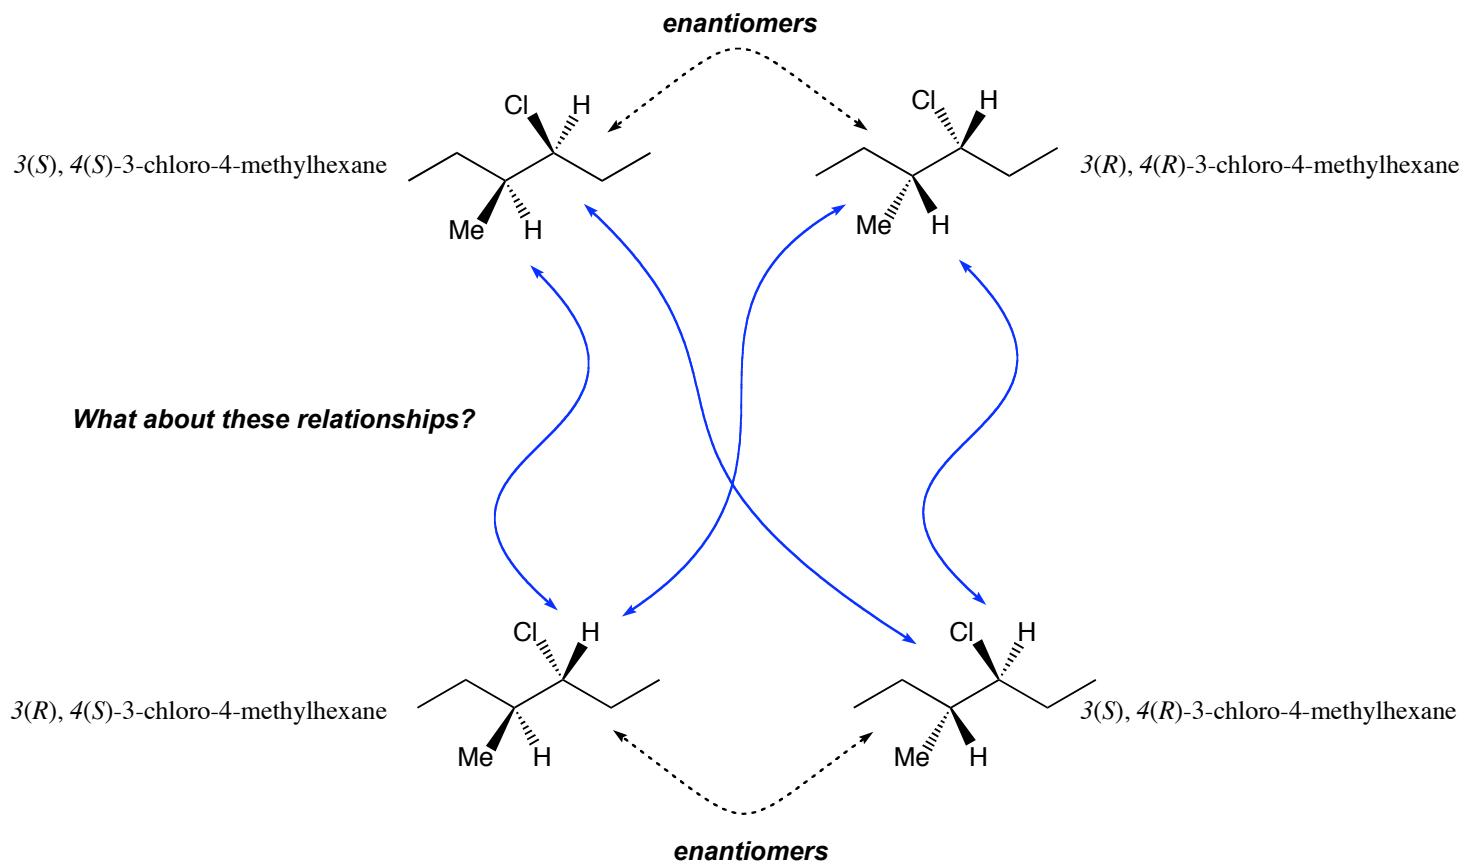 enantiomers
Cl H
Cl H
3(S), 4(S)-3-chloro-4-methylhexane
3(R), 4(R)-3-chloro-4-methylhexane
Me H
Me H
What about these relationships?
Cl H
Cl H
3(R), 4(S)-3-chloro-4-methylhexane
3(S), 4(R)-3-chloro-4-methylhexane
Me H
Me H
enantiomers